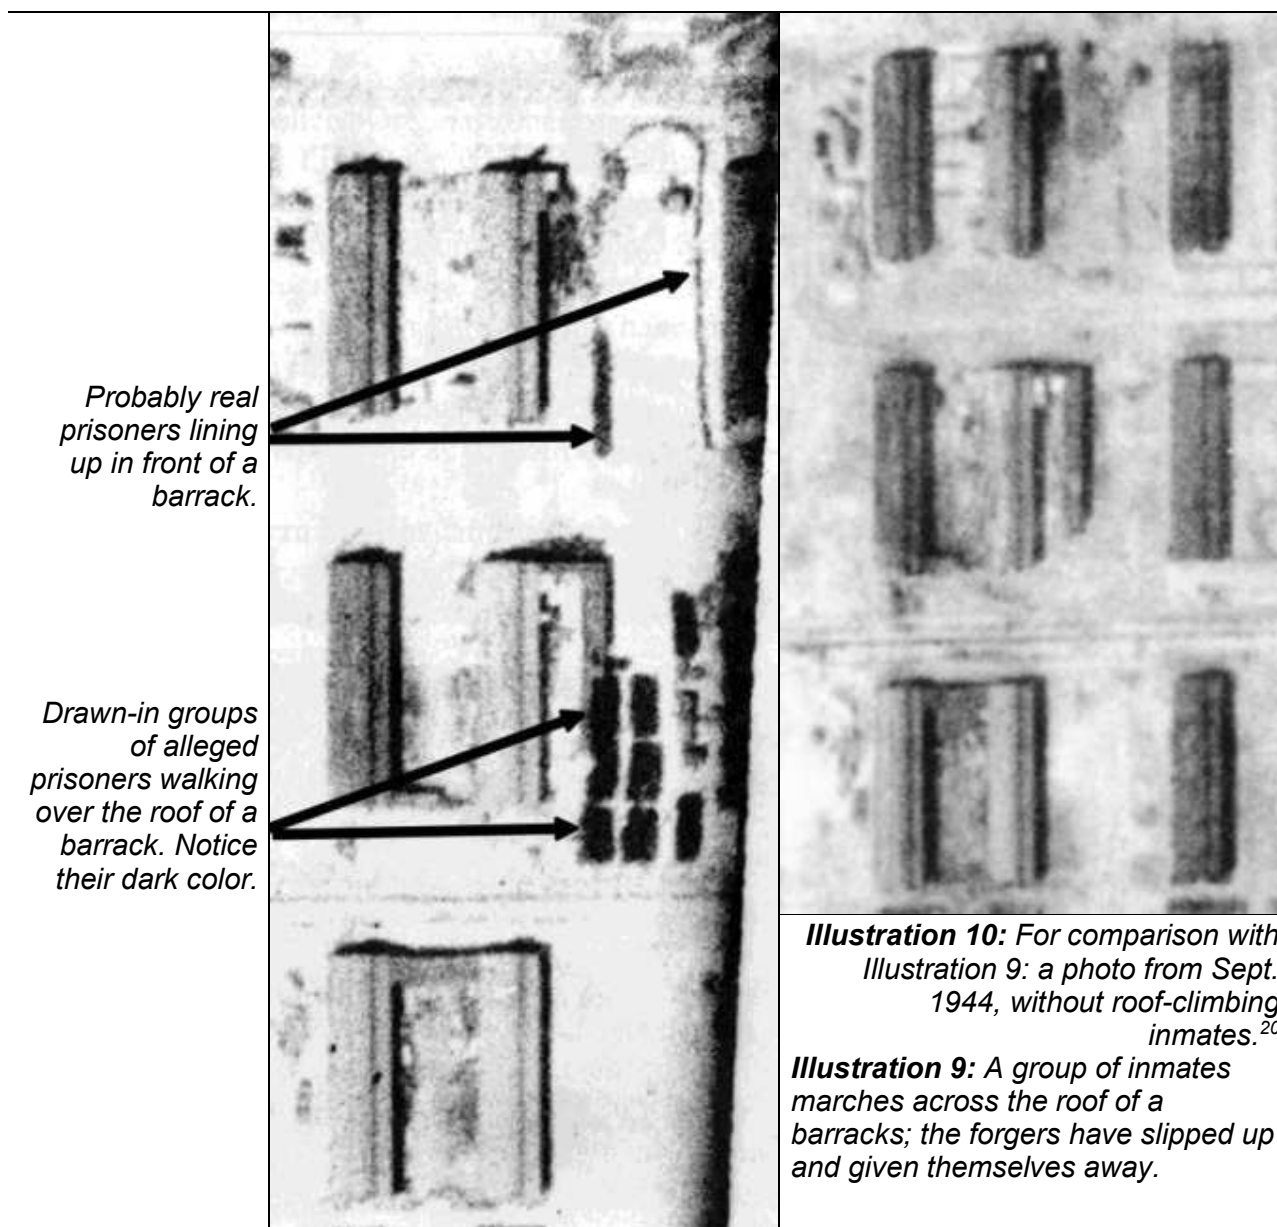 Probably real
prisoners lining
up in front of a
barrack.
Drawn-in groups
of alleged
prisoners walking
over the roof of a
barrack. Notice
their dark color.
Illustration 10: For comparison with
Illustration 9: a photo from Sept.
1944, without roof-climbing
inmates.20
Illustration 9: A group of inmates
marches across the roof of a
barracks; the forgers have slipped up
and given themselves away.